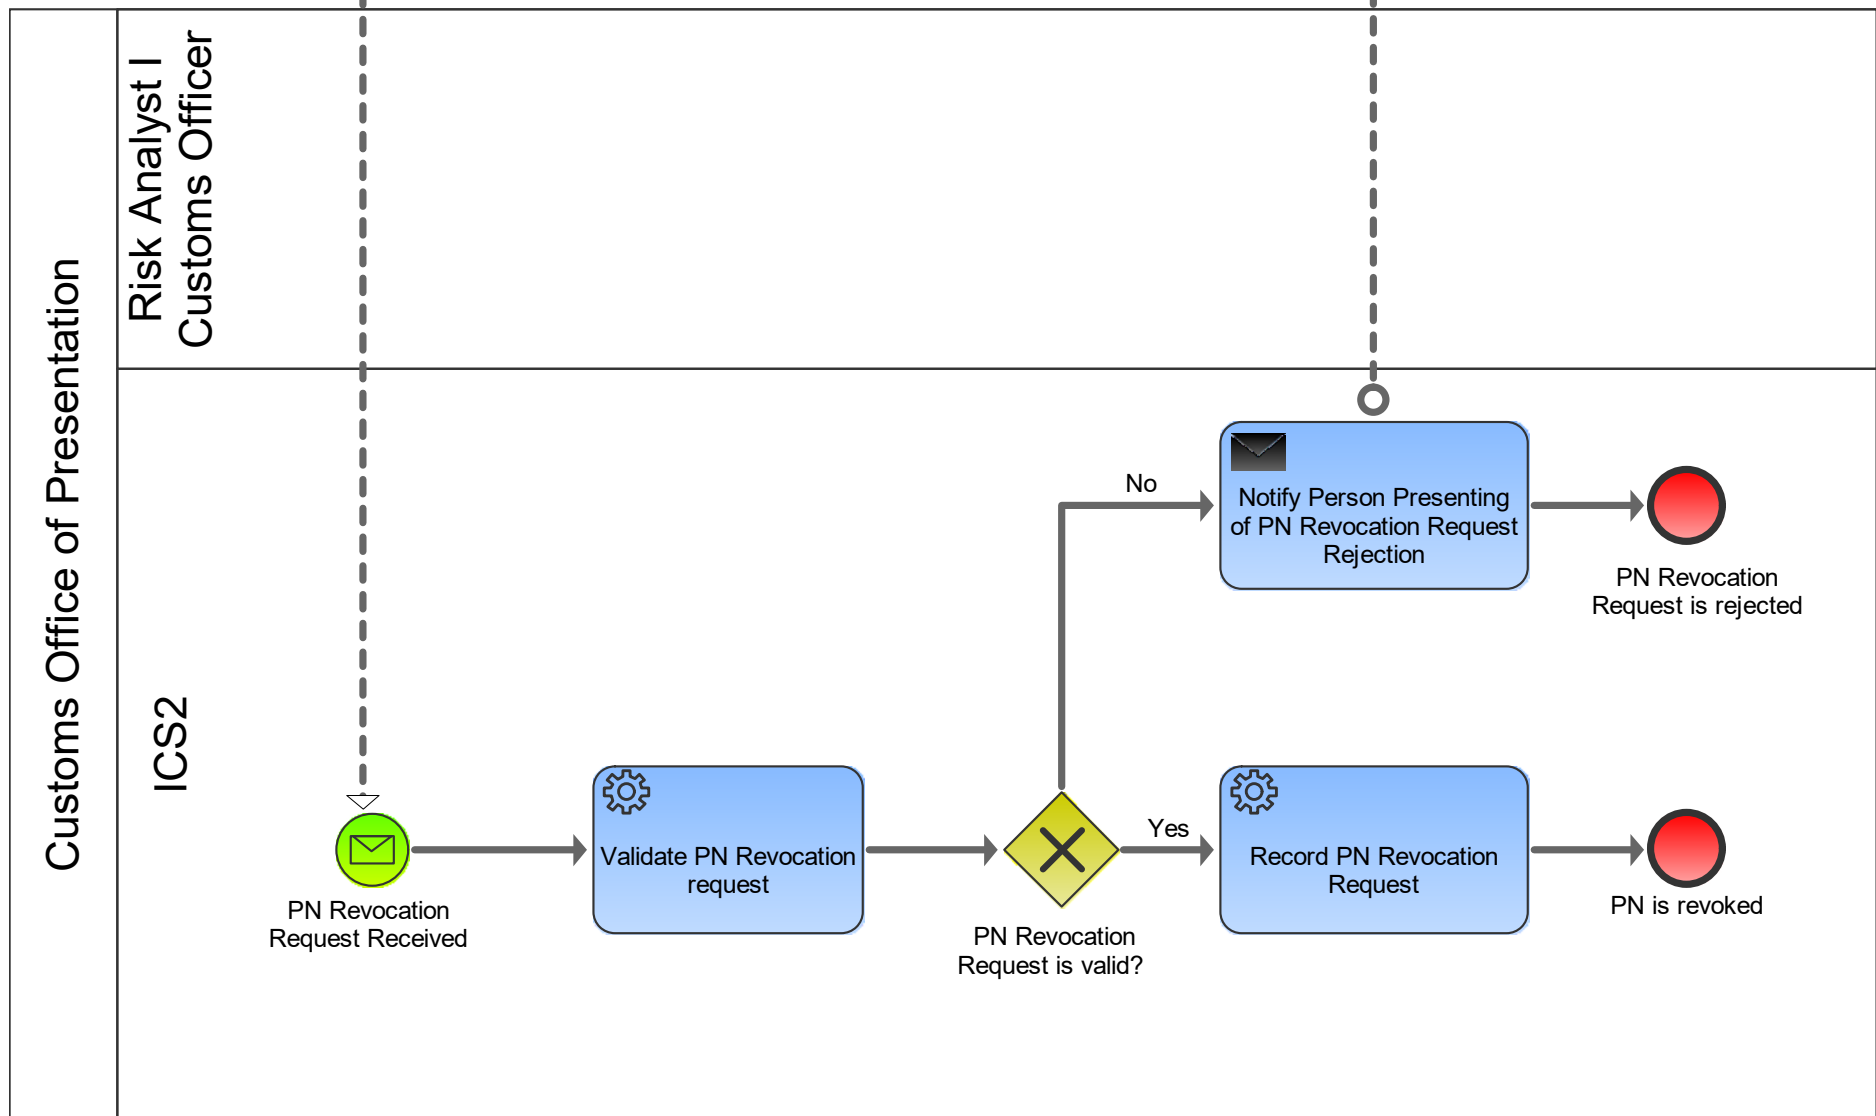 Customs Office of Presentation
Risk Analyst I
Customs Officer
ICS2
PN Revocation
Request Received
Validate PN Revocation
request
PN Revocation
Request is valid?
No
Notify Person Presenting
of PN Revocation Request
Rejection
PN Revocation
Request is rejected
Yes
Record PN Revocation
Request
PN is revoked